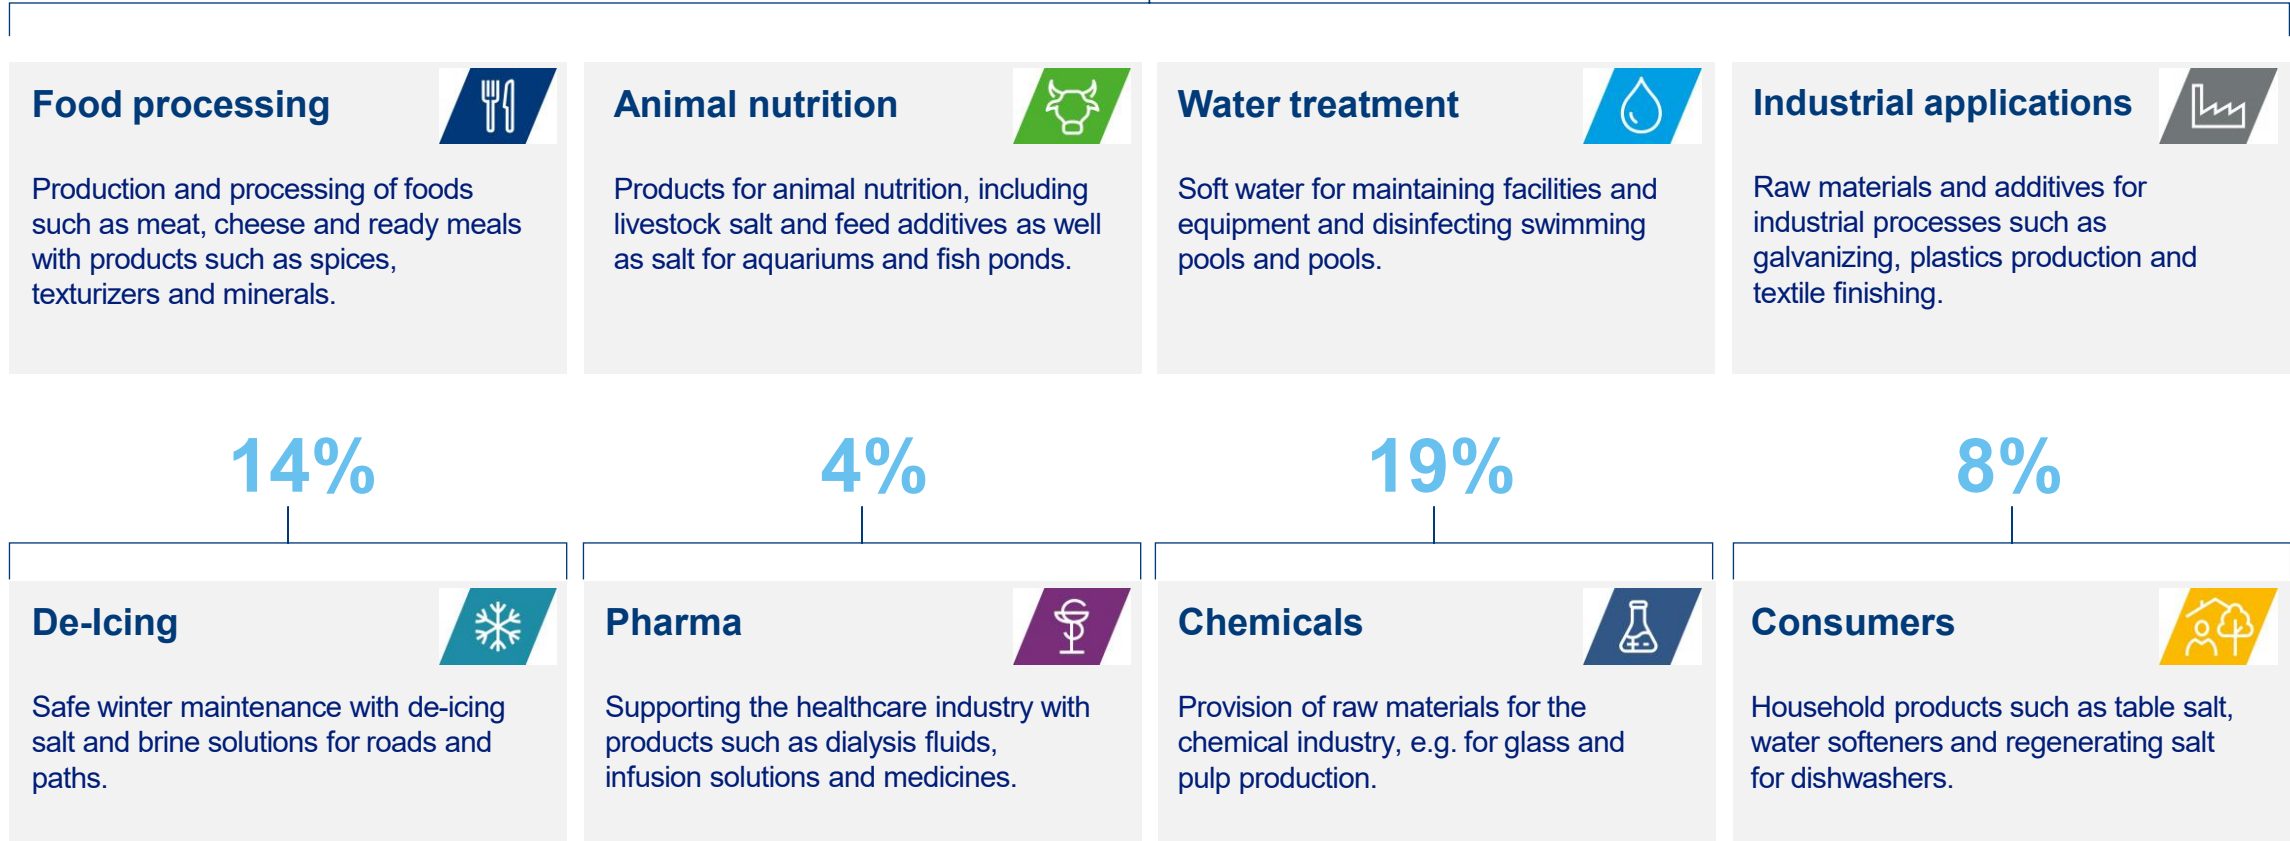 Food processing
Production and processing of foods
such as meat, cheese and ready meals
with products such as spices,
texturizers and minerals.
Animal nutrition
Products for animal nutrition, including
livestock salt and feed additives as well
as salt for aquariums and fish ponds.
Water treatment
Soft water for maintaining facilities and
equipment and disinfecting swimming
pools and pools.
Industrial applications
Raw materials and additives for
industrial processes such as
galvanizing, plastics production and
textile finishing.
14%
4%
19%
8%
De-Icing
Safe winter maintenance with de-icing
salt and brine solutions for roads and
paths.
Pharma
Supporting the healthcare industry with
products such as dialysis fluids,
infusion solutions and medicines.
Chemicals
Provision of raw materials for the
chemical industry, e.g. for glass and
pulp production.
Consumers
Household products such as table salt,
water softeners and regenerating salt
for dishwashers.